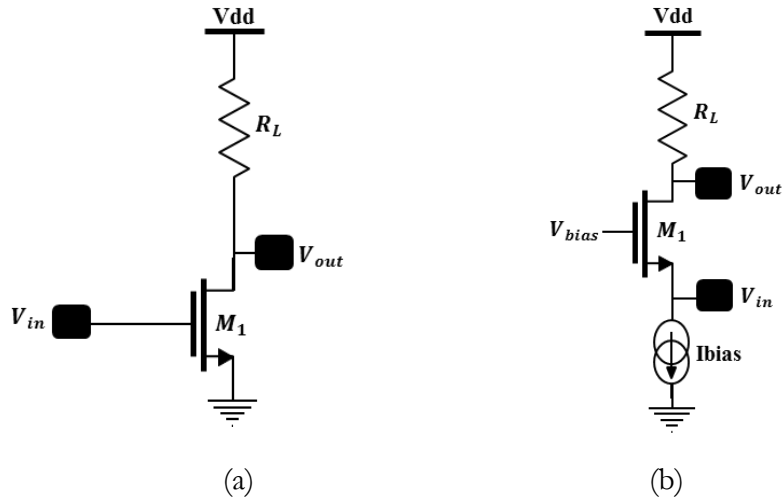 Vdd
R_L
V_out
V_in
M_1
(a)
Vdd
R_L
V_out
V_bias
M_1
V_in
Ibias
(b)